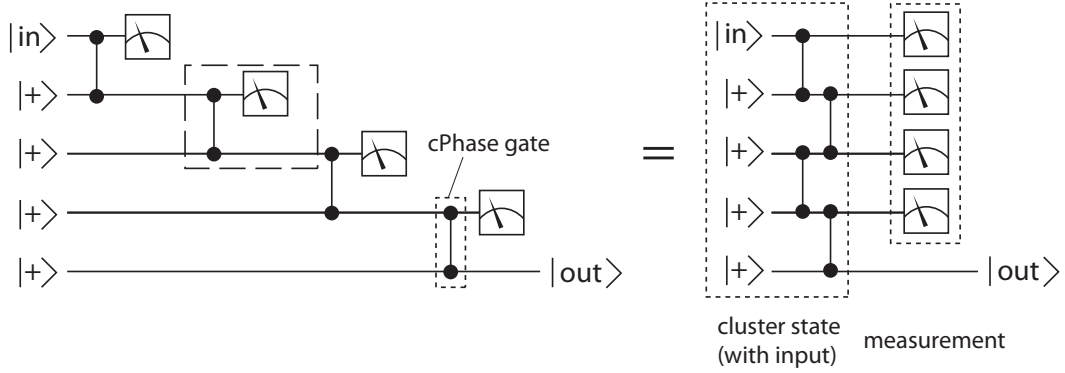 |in⟩
|+⟩
|+⟩
|+⟩
|+⟩
cPhase gate
|out⟩
=
|in⟩
|+⟩
|+⟩
|+⟩
|+⟩
|out⟩
cluster state
(with input)
measurement